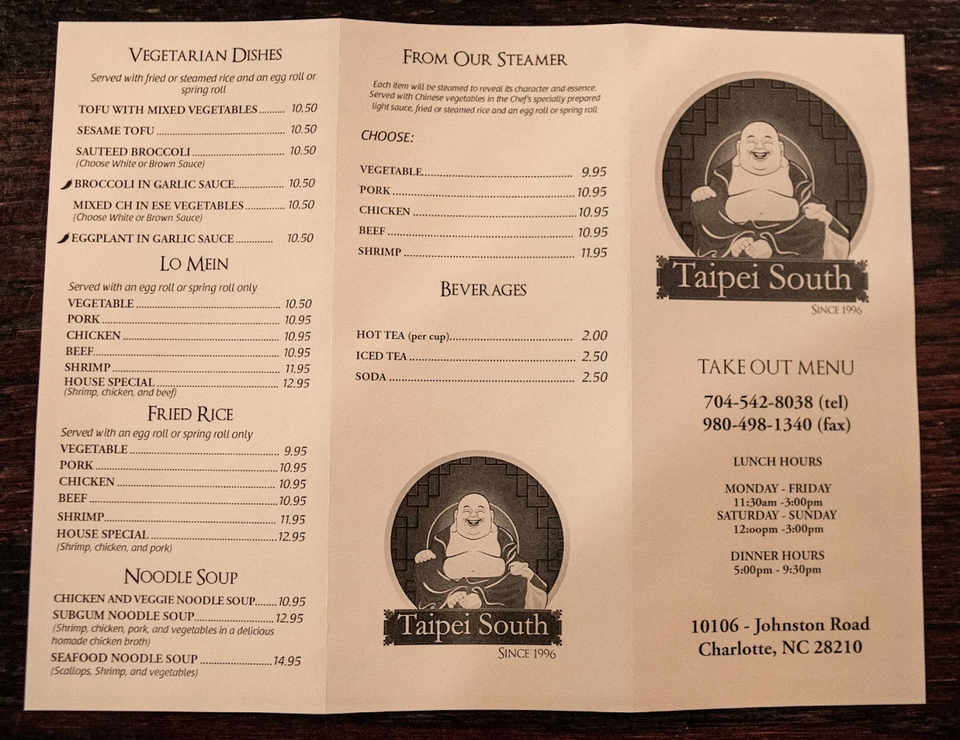 VEGETARIAN DISHES
Served with fried or steamed rice and an egg roll or
spring roll
TOFU WITH MIXED VEGETABLES......... 10.50
SESAME TOFU ........................................ 10.50
SAUTEED BROCCOLI ............................. 10.50
(Choose White or Brown Sauce)
BROCCOLI IN GARLIC SAUCE................. 10.50
MIXED CH IN ESE VEGETABLES ............. 10.50
(Choose White or Brown Sauce)
EGGPLANT IN GARLIC SAUCE ............ 10.50
LO MEIN
Served with an egg roll or spring roll only
VEGETABLE ................................................ 10.50
PORK .......................................................... 10.95
CHICKEN ................................................... 10.95
BEEF............................................................ 10.95
SHRIMP ...................................................... 11.95
HOUSE SPECIAL ........................................ 12.95
(Shrimp, chicken, and beef)
FRIED RICE
Served with an egg roll or spring roll only
VEGETABLE ................................................ 9.95
PORK .......................................................... 10.95
CHICKEN ................................................... 10.95
BEEF ........................................................... 10.95
SHRIMP....................................................... 11.95
HOUSE SPECIAL ........................................ 12.95
(Shrimp, chicken, and pork)
NOODLE SOUP
CHICKEN AND VEGGIE NOODLE SOUP....... 10.95
SUBGUM NOODLE SOUP......................... 12.95
(Shrimp, chicken, pork, and vegetables in a delicious
homade chicken broth)
SEAFOOD NOODLE SOUP ....................... 14.95
(Scallops, Shrimp, and vegetables)
FROM OUR STEAMER
Each item will be steamed to reveal its character and essence.
Served with Chinese vegetables in the Chef's specially prepared
light sauce, fried or steamed rice and an egg roll or spring roll
CHOOSE:
VEGETABLE................................................. 9.95
PORK .......................................................... 10.95
CHICKEN .................................................... 10.95
BEEF ........................................................... 10.95
SHRIMP ...................................................... 11.95
BEVERAGES
HOT TEA (per cup)....................................... 2.00
ICED TEA .................................................... 2.50
SODA .......................................................... 2.50
Taipei South
SINCE 1996
Taipei South
SINCE 1996
TAKE OUT MENU
704-542-8038 (tel)
980-498-1340 (fax)
LUNCH HOURS
MONDAY - FRIDAY
11:30am -3:00pm
SATURDAY - SUNDAY
12:00pm -3:00pm
DINNER HOURS
5:00pm - 9:30pm
10106 - Johnston Road
Charlotte, NC 28210